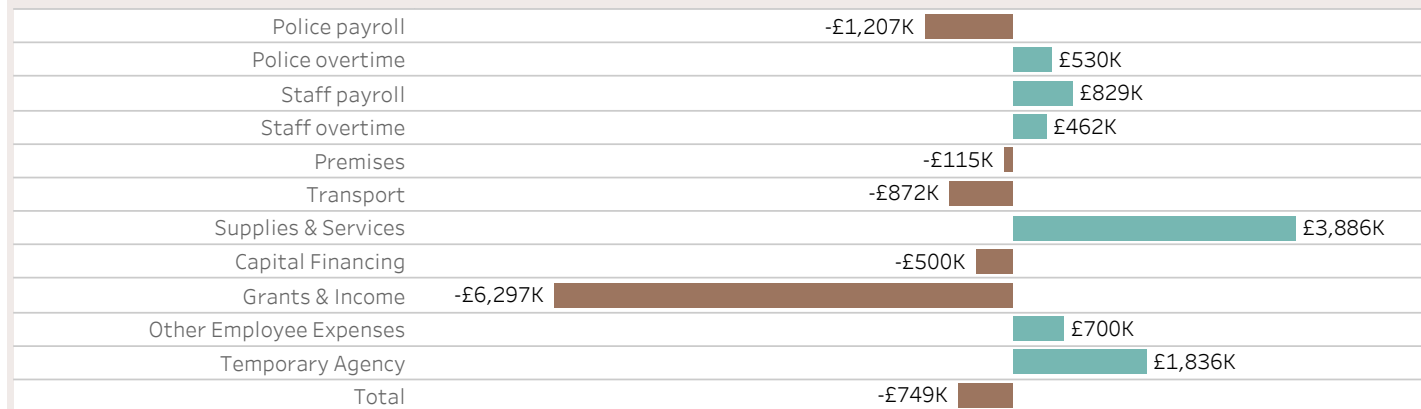 Police payroll -£1,207K
Police overtime £530K
Staff payroll £829K
Staff overtime £462K
Premises -£115K
Transport -£872K
Supplies & Services £3,886K
Capital Financing -£500K
Grants & Income -£6,297K
Other Employee Expenses £700K
Temporary Agency £1,836K
Total -£749K